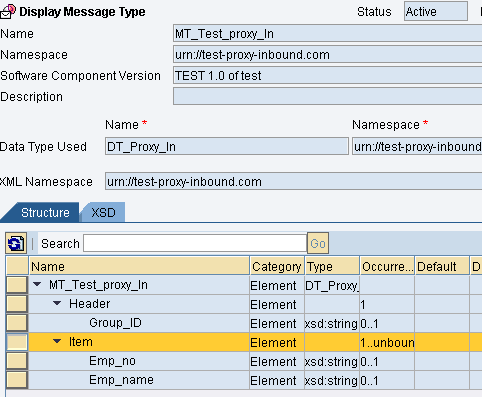 Display Message Type Status Active
Name MT_Test_proxy_In
Namespace urn://test-proxy-inbound.com
Software Component Version TEST 1.0 of test
Description
Name * Namespace *
Data Type Used DT_Proxy_In urn://test-proxy-inbound
XML Namespace urn://test-proxy-inbound.com
Structure XSD
Search Go
Name Category Type Occurre... Default D
MT_Test_proxy_In Element DT_Proxy_
Header Element 1
Group_ID Element xsd:string 0..1
Item Element 1..unboun
Emp_no Element xsd:string 0..1
Emp_name Element xsd:string 0..1